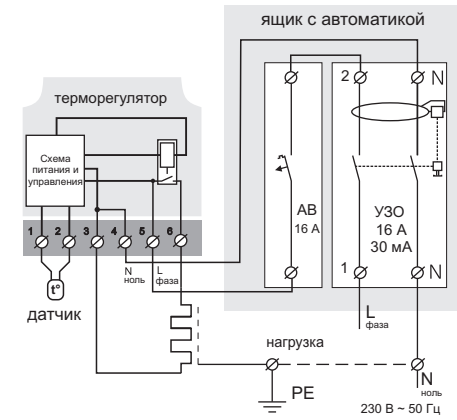 ящик с автоматикой
2
N
терморегулятор
Схема
питания и
управления
АВ
16 А
УЗО
16 А
30 мА
1 2 3 4 5 6
N
ноль
L
фаза
1
N
t°
датчик
L
фаза
нагрузка
PE
N
ноль
230 В ~ 50 Гц